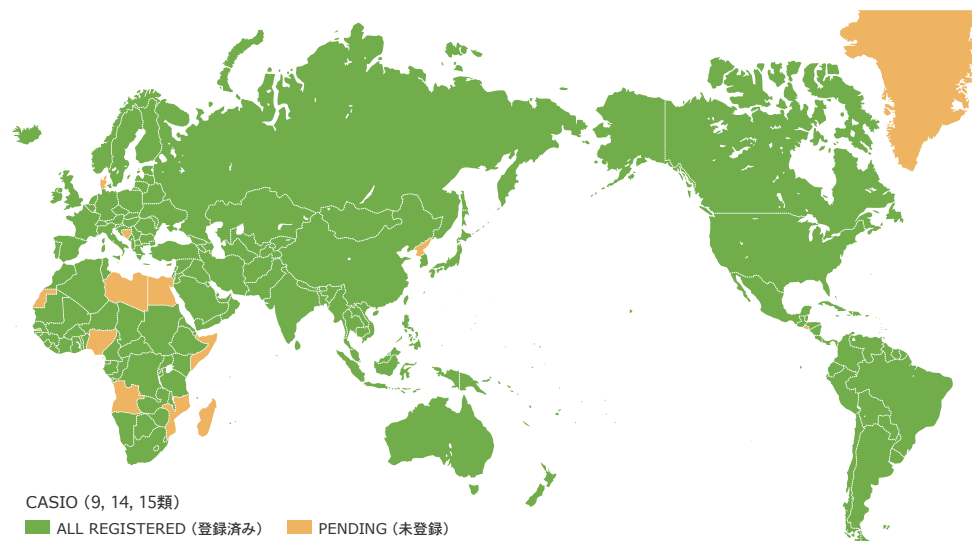 CASIO（9, 14, 15類）
ALL REGISTERED（登録済み） PENDING（未登録）